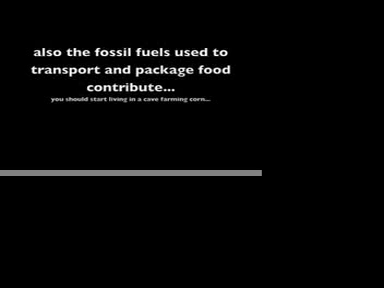 also the fossil fuels used to
transport and package food
contribute...
you should start living in a cave farming corn...